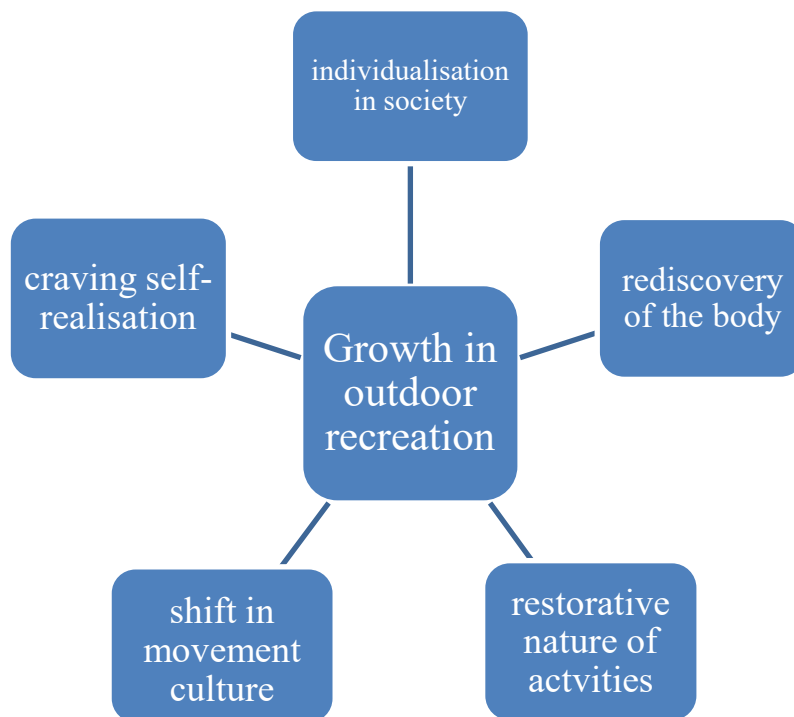 individualisation
in society
craving self-
realisation
rediscovery
of the body
Growth in
outdoor
recreation
shift in
movement
culture
restorative
nature of
actvities